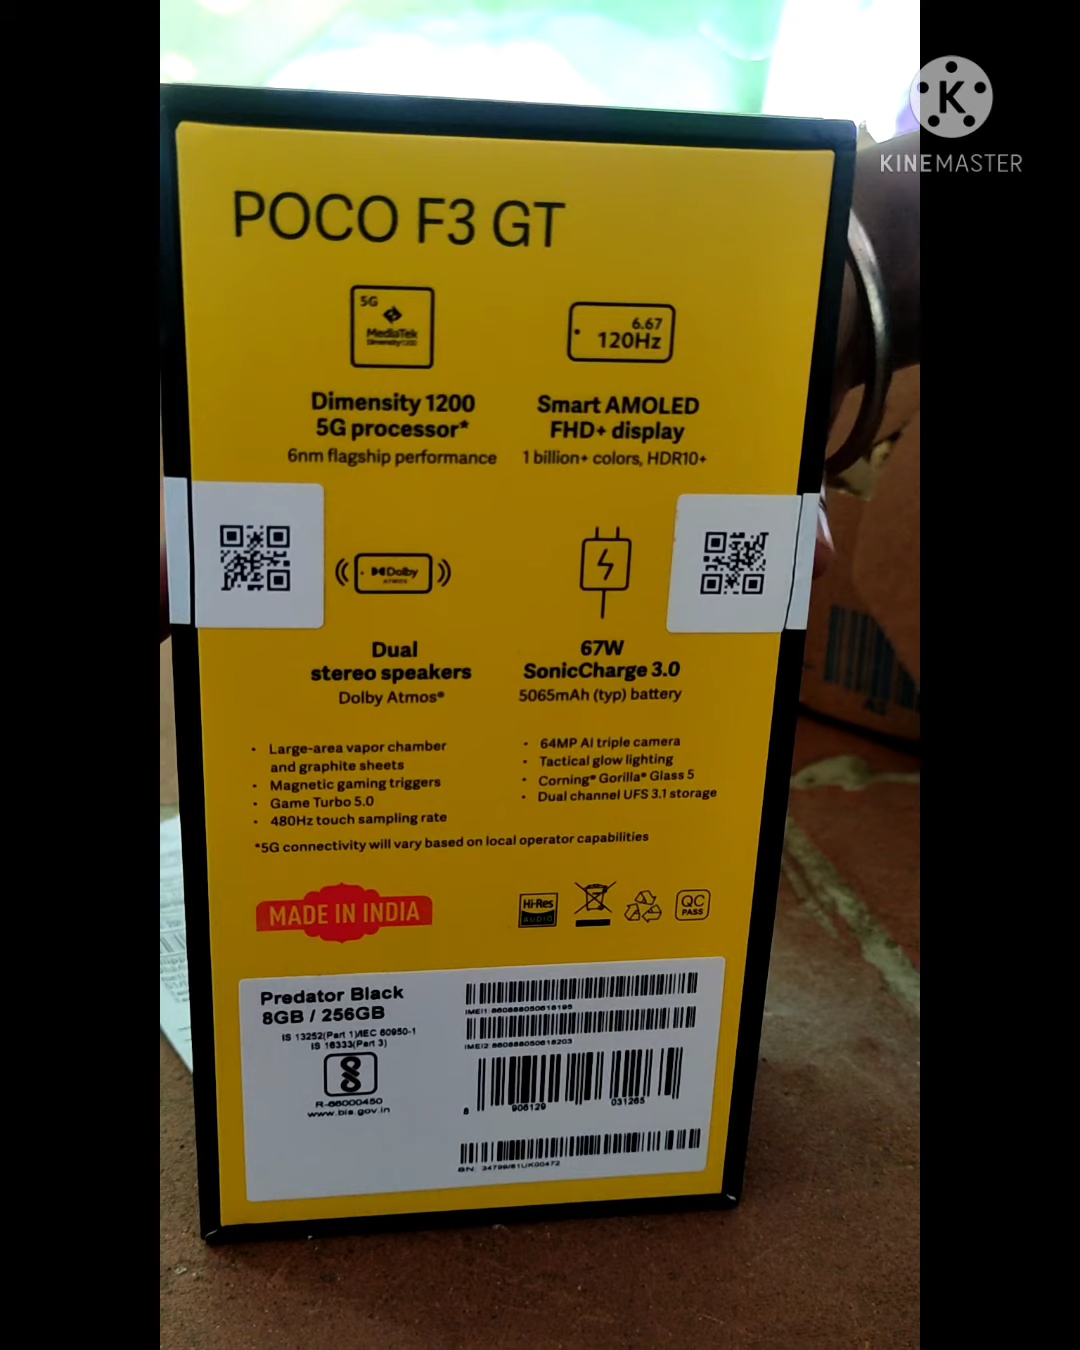 K
KINEMASTER
POCO F3 GT
5G
MediaTek
Dimensity 1200
6.67
120Hz
Dimensity 1200
5G processor*
6nm flagship performance
Smart AMOLED
FHD+ display
1 billion+ colors, HDR10+
Dolby
ATMOS
Dual
stereo speakers
Dolby Atmos®
67W
SonicCharge 3.0
5065mAh (typ) battery
• Large-area vapor chamber
and graphite sheets
• Magnetic gaming triggers
• Game Turbo 5.0
• 480Hz touch sampling rate
• 64MP AI triple camera
• Tactical glow lighting
• Corning® Gorilla® Glass 5
• Dual channel UFS 3.1 storage
*5G connectivity will vary based on local operator capabilities
MADE IN INDIA
Hi-Res
AUDIO
QC
PASS
Predator Black
8GB / 256GB
IS 13252(Part 1)/IEC 60950-1
IS 16333(Part 3)
R-66000450
www.bis.gov.in
IMEI1: 860688050618195
IMEI2: 860688050618203
8 906129 031265
BN: 34799/61UK00472